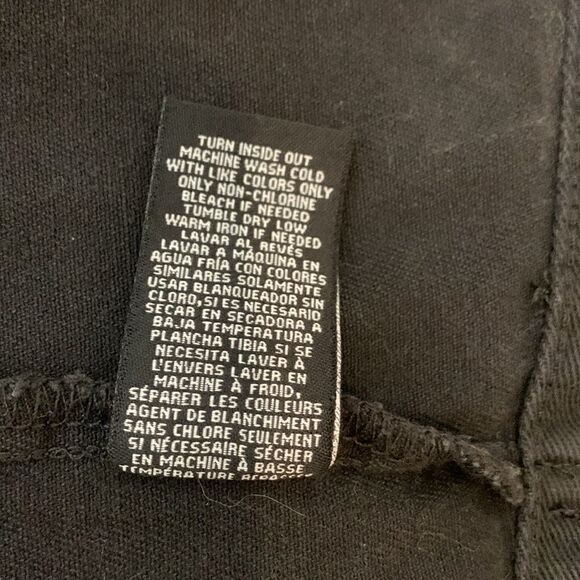 TURN INSIDE OUT
MACHINE WASH COLD
WITH LIKE COLORS ONLY
ONLY NON-CHLORINE
BLEACH IF NEEDED
TUMBLE DRY LOW
WARM IRON IF NEEDED
LAVAR AL REVÉS
LAVAR A MÁQUINA EN
AGUA FRÍA CON COLORES
SIMILARES SOLAMENTE
USAR BLANQUEADOR SIN
CLORO, SI ES NECESARIO
SECAR EN SECADORA A
BAJA TEMPERATURA
PLANCHA TIBIA SI SE
NECESITA LAVER À
L'ENVERS LAVER EN
MACHINE À FROID,
SÉPARER LES COULEURS
AGENT DE BLANCHIMENT
SANS CHLORE SEULEMENT
SI NÉCESSAIRE SÉCHER
EN MACHINE À BASSE
TEMPÉRATURE